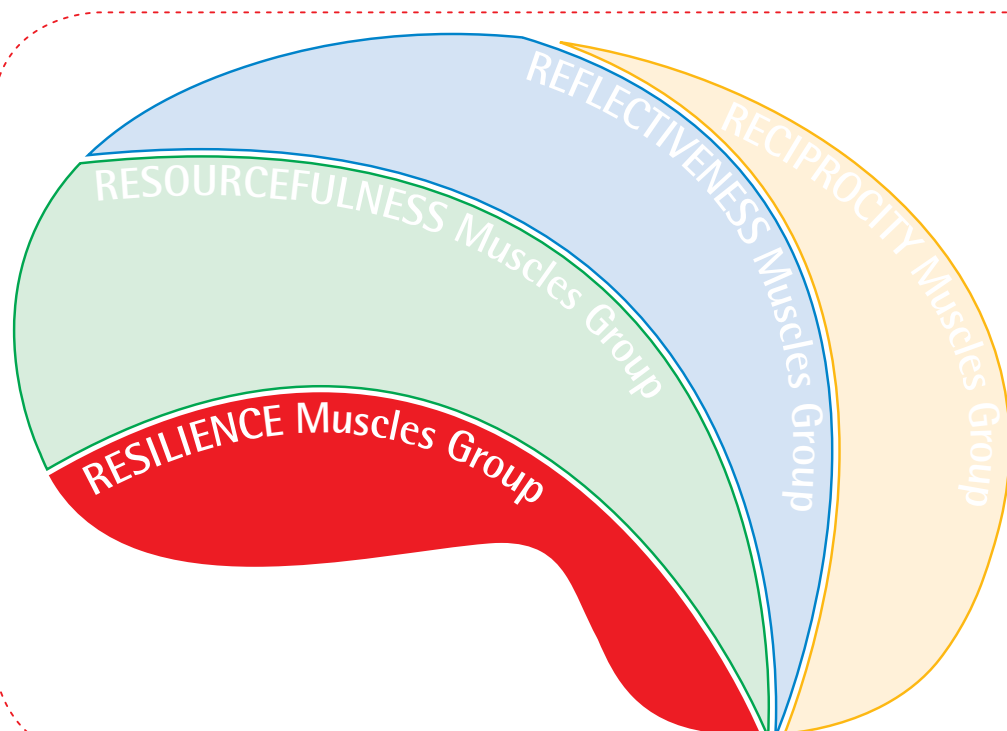 REFLECTIVENESS Muscles Group
RECIPROCITY Muscles Group
RESOURCEFULNESS Muscles Group
RESILIENCE Muscles Group